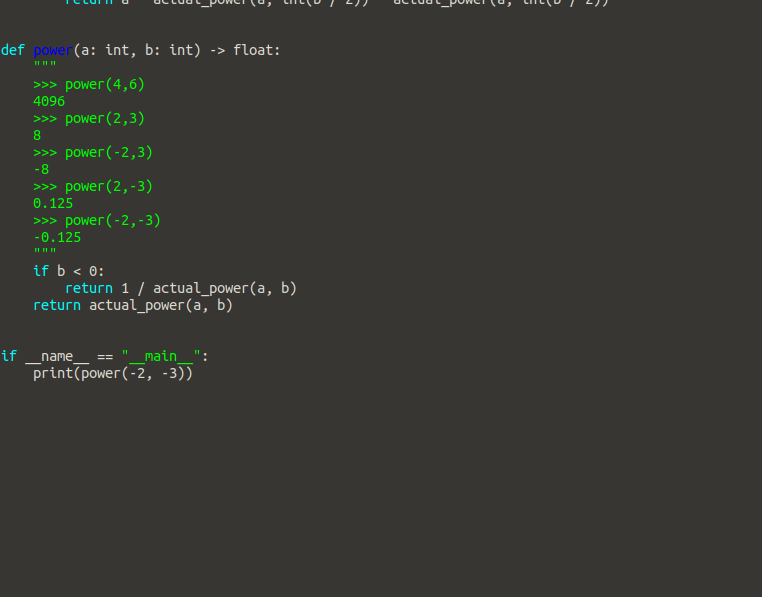 return a * actual_power(a, int(b / 2)) * actual_power(a, int(b / 2))
def power(a: int, b: int) -> float:
    """
    >>> power(4,6)
    4096
    >>> power(2,3)
    8
    >>> power(-2,3)
    -8
    >>> power(2,-3)
    0.125
    >>> power(-2,-3)
    -0.125
    """
    if b < 0:
        return 1 / actual_power(a, b)
    return actual_power(a, b)
if __name__ == "__main__":
    print(power(-2, -3))